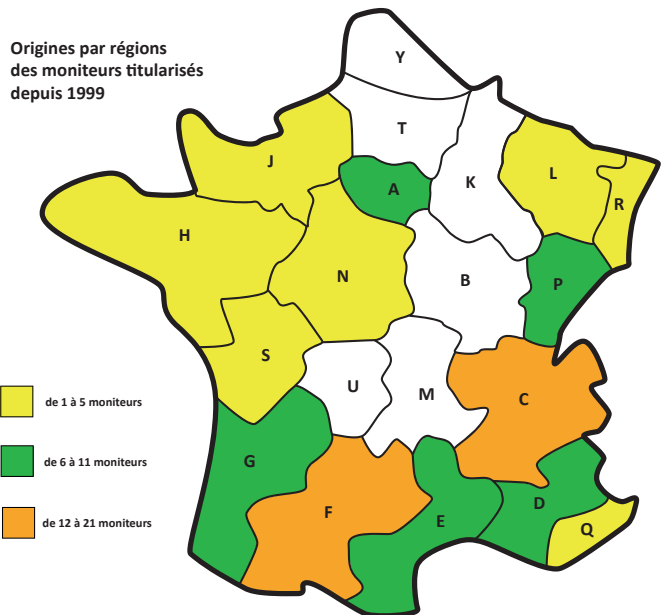 Origines par régions
des moniteurs titularisés
depuis 1999
Y
T
J
A
K
L
R
H
N
B
P
S
U
M
C
G
F
E
D
Q
de 1 à 5 moniteurs
de 6 à 11 moniteurs
de 12 à 21 moniteurs